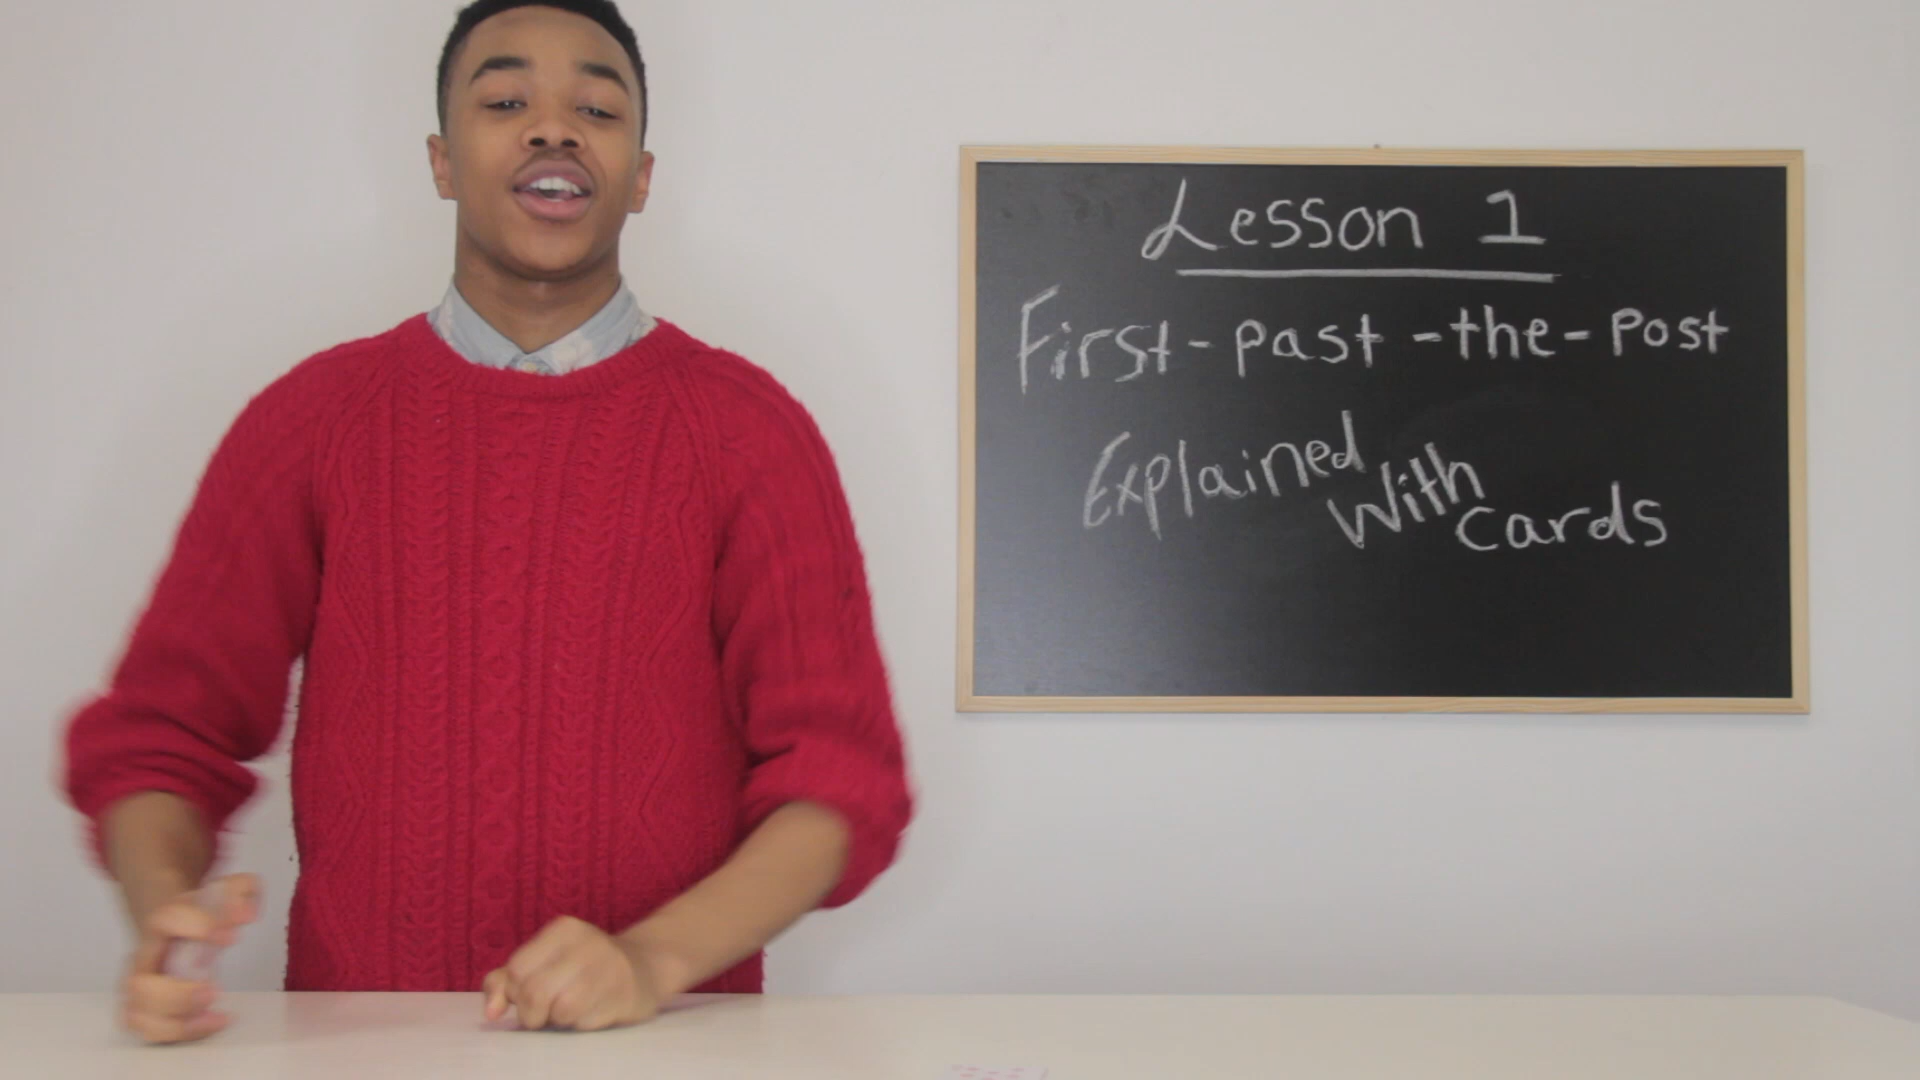 Lesson 1
First-past-the-post
Explained
With
cards